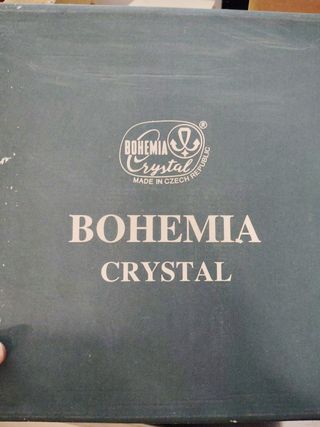 BOHEMIA
Crystal
®
MADE IN CZECH REPUBLIC
BOHEMIA
CRYSTAL